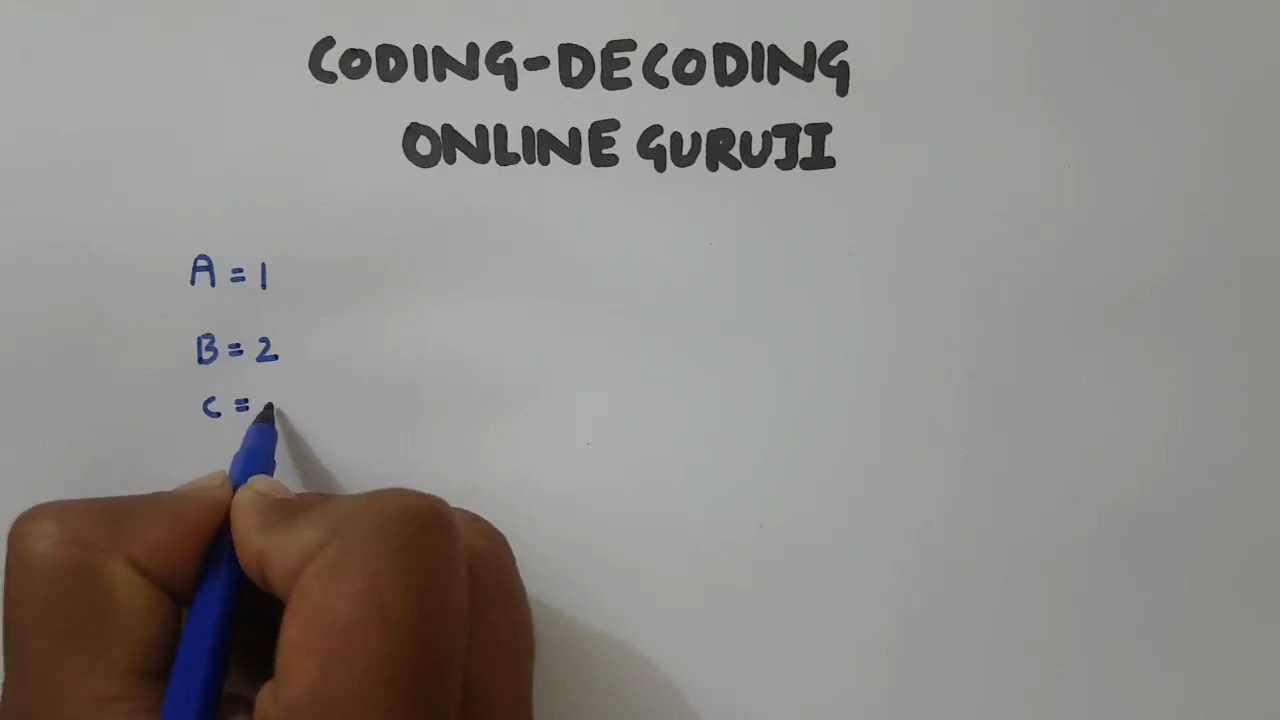 CODING-DECODING
ONLINE GURUJI
A = 1
B = 2
C =